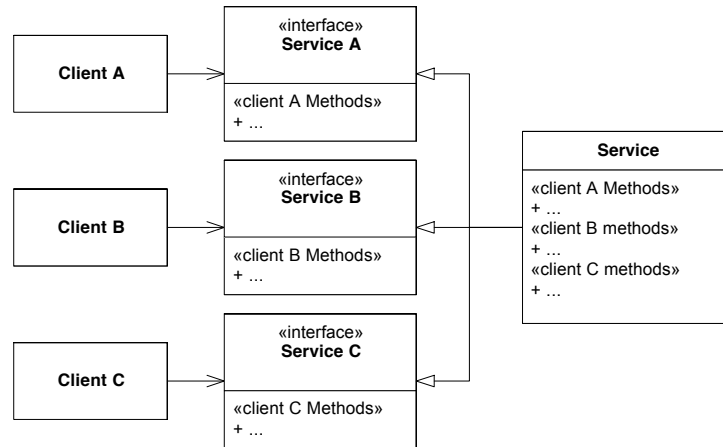 Client A
«interface»
Service A
«client A Methods»
+ ...
Client B
«interface»
Service B
«client B Methods»
+ ...
Client C
«interface»
Service C
«client C Methods»
+ ...
Service
«client A Methods»
+ ...
«client B methods»
+ ...
«client C methods»
+ ...